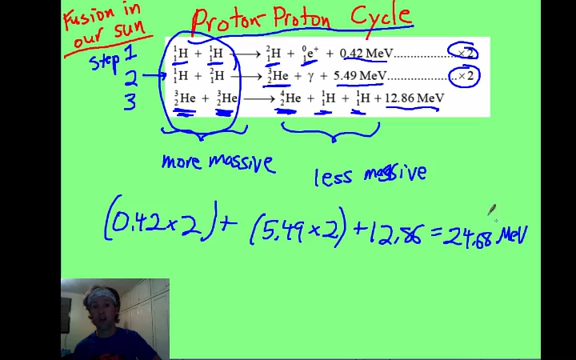 Fusion in our sun
Proton Proton Cycle
Step 1 ¹₁H + ¹₁H ⟶ ²₁H + ⁰₁e⁺ + 0.42 MeV......................×2
2 → ¹₁H + ²₁H ⟶ ³₂He + γ + 5.49 MeV......................×2
3 ³₂He + ³₂He ⟶ ⁴₂He + ¹₁H + ¹₁H + 12.86 MeV
more massive
less massive
(0.42 × 2) + (5.49 × 2) + 12.86 = 24.68 MeV